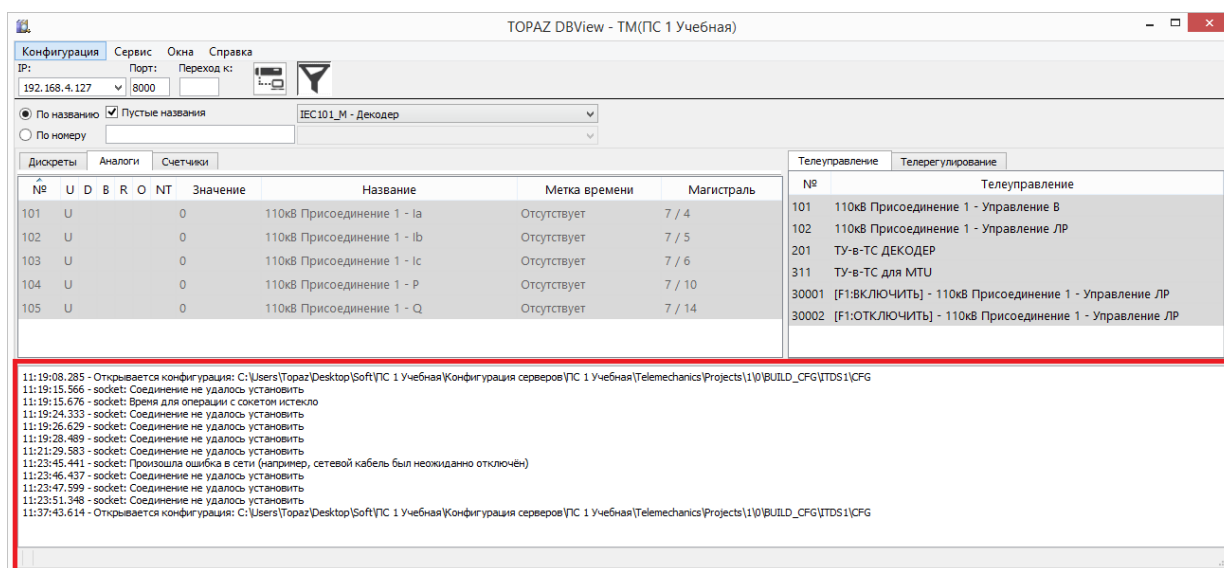 TOPAZ DBView - TM(ПС 1 Учебная)
Конфигурация Сервис Окна Справка
IP: Порт: Переход к:
192.168.4.127 8000
По названию Пустые названия IEC101_M - Декодер
По номеру
Дискреты Аналоги Счетчики
№ U D B R O NT Значение Название Метка времени Магистраль
101 U 0 110кВ Присоединение 1 - Ia Отсутствует 7 / 4
102 U 0 110кВ Присоединение 1 - Ib Отсутствует 7 / 5
103 U 0 110кВ Присоединение 1 - Ic Отсутствует 7 / 6
104 U 0 110кВ Присоединение 1 - P Отсутствует 7 / 10
105 U 0 110кВ Присоединение 1 - Q Отсутствует 7 / 14
Телеуправление Телерегулирование
№ Телеуправление
101 110кВ Присоединение 1 - Управление В
102 110кВ Присоединение 1 - Управление ЛР
201 ТУ-в-ТС ДЕКОДЕР
311 ТУ-в-ТС для MTU
30001 [F1:ВКЛЮЧИТЬ] - 110кВ Присоединение 1 - Управление ЛР
30002 [F1:ОТКЛЮЧИТЬ] - 110кВ Присоединение 1 - Управление ЛР
11:19:08.285 - Открывается конфигурация: C:\Users\Topaz\Desktop\Soft\ПС 1 Учебная\Конфигурация серверов\ПС 1 Учебная\Telemechanics\Projects\1\0\BUILD_CFG\ITDS1\CFG
11:19:15.566 - socket: Соединение не удалось установить
11:19:15.676 - socket: Время для операции с сокетом истекло
11:19:24.333 - socket: Соединение не удалось установить
11:19:26.629 - socket: Соединение не удалось установить
11:19:28.489 - socket: Соединение не удалось установить
11:21:29.583 - socket: Соединение не удалось установить
11:23:45.441 - socket: Произошла ошибка в сети (например, сетевой кабель был неожиданно отключён)
11:23:46.437 - socket: Соединение не удалось установить
11:23:47.599 - socket: Соединение не удалось установить
11:23:51.348 - socket: Соединение не удалось установить
11:37:43.614 - Открывается конфигурация: C:\Users\Topaz\Desktop\Soft\ПС 1 Учебная\Конфигурация серверов\ПС 1 Учебная\Telemechanics\Projects\1\0\BUILD_CFG\ITDS1\CFG